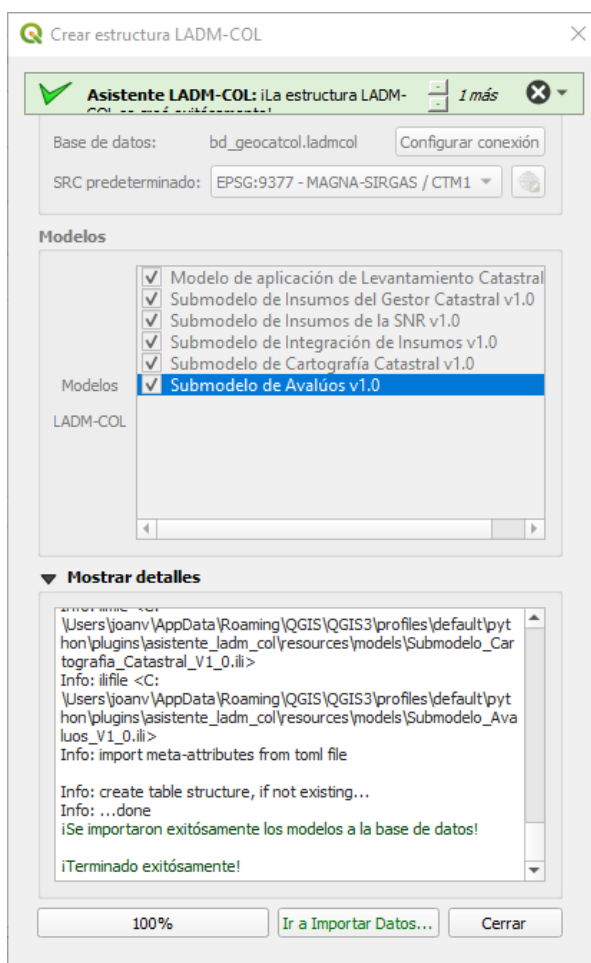 Crear estructura LADM-COL
Asistente LADM-COL: ¡La estructura LADM-
COL se creó exitósamente!
1 más
Base de datos: bd_geocatcol.ladmcol Configurar conexión
SRC predeterminado: EPSG:9377 - MAGNA-SIRGAS / CTM1
Modelos
Modelo de aplicación de Levantamiento Catastral
Submodelo de Insumos del Gestor Catastral v1.0
Submodelo de Insumos de la SNR v1.0
Submodelo de Integración de Insumos v1.0
Submodelo de Cartografía Catastral v1.0
Submodelo de Avalúos v1.0
Modelos
LADM-COL
Mostrar detalles
Info: ilifile <C:
\Users\joanv\AppData\Roaming\QGIS\QGIS3\profiles\default\pyt
hon\plugins\asistente_ladm_col\resources\models\Submodelo_Car
tografia_Catastral_V1_0.ili>
Info: ilifile <C:
\Users\joanv\AppData\Roaming\QGIS\QGIS3\profiles\default\pyt
hon\plugins\asistente_ladm_col\resources\models\Submodelo_Ava
luos_V1_0.ili>
Info: import meta-attributes from toml file
Info: create table structure, if not existing...
Info: ...done
¡Se importaron exitósamente los modelos a la base de datos!
¡Terminado exitósamente!
100% Ir a Importar Datos... Cerrar